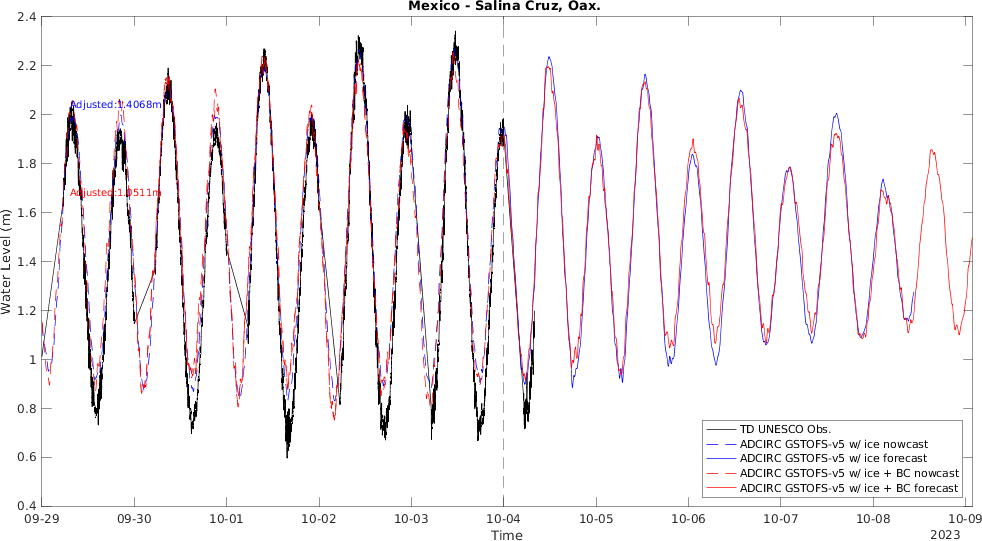 Mexico - Salina Cruz, Oax.
2.4
2.2
2
1.8
1.6
1.4
1.2
1
0.8
0.6
0.4
Water Level (m)
Adjusted:1.4068m
Adjusted:1.0511m
TD UNESCO Obs.
ADCIRC GSTOFS-v5 w/ ice nowcast
ADCIRC GSTOFS-v5 w/ ice forecast
ADCIRC GSTOFS-v5 w/ ice + BC nowcast
ADCIRC GSTOFS-v5 w/ ice + BC forecast
09-29 09-30 10-01 10-02 10-03 10-04 10-05 10-06 10-07 10-08 10-09
Time
2023